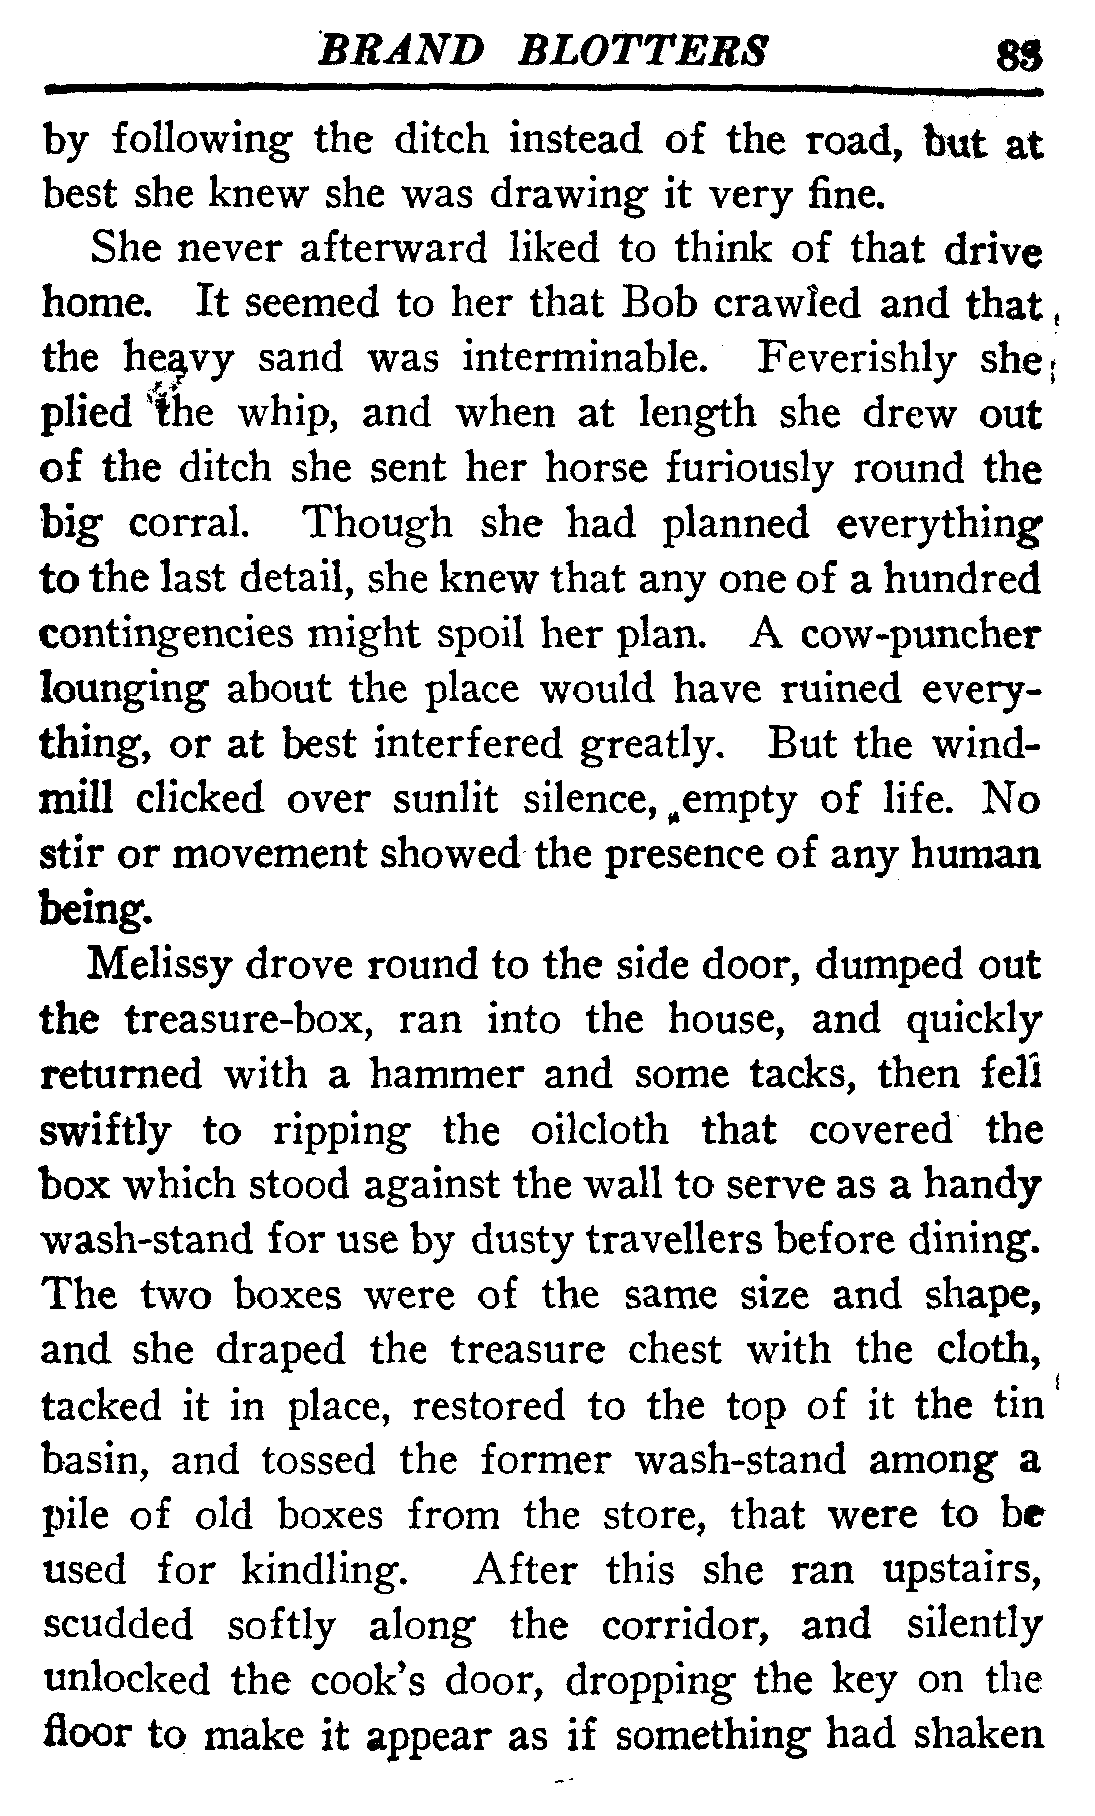 BRAND BLOTTERS 83
by following the ditch instead of the road, but at
best she knew she was drawing it very fine.
She never afterward liked to think of that drive
home. It seemed to her that Bob crawled and that
the heavy sand was interminable. Feverishly she
plied the whip, and when at length she drew out
of the ditch she sent her horse furiously round the
big corral. Though she had planned everything
to the last detail, she knew that any one of a hundred
contingencies might spoil her plan. A cow-puncher
lounging about the place would have ruined every-
thing, or at best interfered greatly. But the wind-
mill clicked over sunlit silence, empty of life. No
stir or movement showed the presence of any human
being.
Melissy drove round to the side door, dumped out
the treasure-box, ran into the house, and quickly
returned with a hammer and some tacks, then fell
swiftly to ripping the oilcloth that covered the
box which stood against the wall to serve as a handy
wash-stand for use by dusty travellers before dining.
The two boxes were of the same size and shape,
and she draped the treasure chest with the cloth,
tacked it in place, restored to the top of it the tin
basin, and tossed the former wash-stand among a
pile of old boxes from the store, that were to be
used for kindling. After this she ran upstairs,
scudded softly along the corridor, and silently
unlocked the cook's door, dropping the key on the
floor to make it appear as if something had shaken